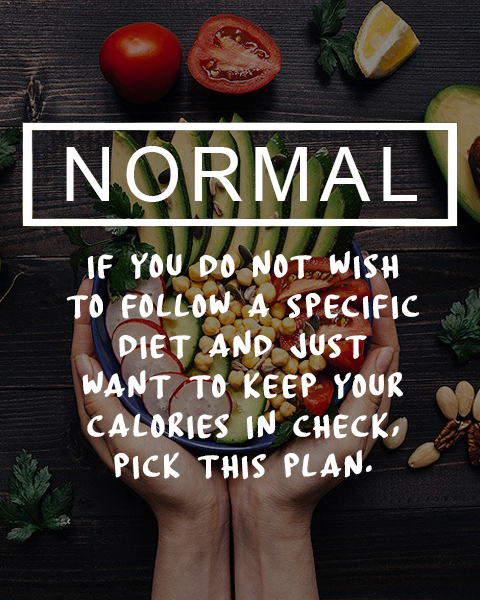 NORMAL
IF YOU DO NOT WISH
TO FOLLOW A SPECIFIC
DIET AND JUST
WANT TO KEEP YOUR
CALORIES IN CHECK,
PICK THIS PLAN.